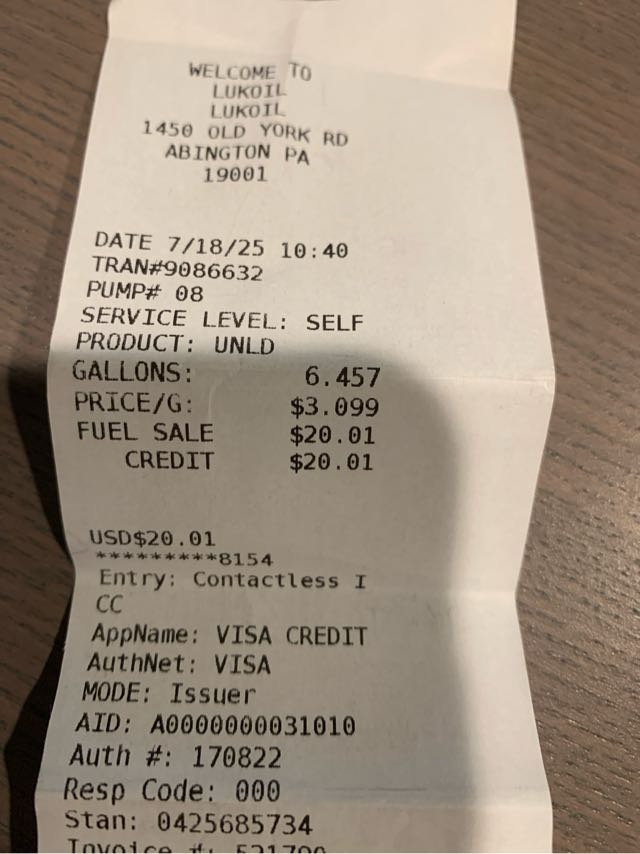 WELCOME TO
LUKOIL
LUKOIL
1450 OLD YORK RD
ABINGTON PA
19001
DATE 7/18/25 10:40
TRAN#9086632
PUMP# 08
SERVICE LEVEL: SELF
PRODUCT: UNLD
GALLONS: 6.457
PRICE/G: $3.099
FUEL SALE $20.01
CREDIT $20.01
USD$20.01
*********8154
Entry: Contactless I
CC
AppName: VISA CREDIT
AuthNet: VISA
MODE: Issuer
AID: A0000000031010
Auth #: 170822
Resp Code: 000
Stan: 0425685734
Invoice #: